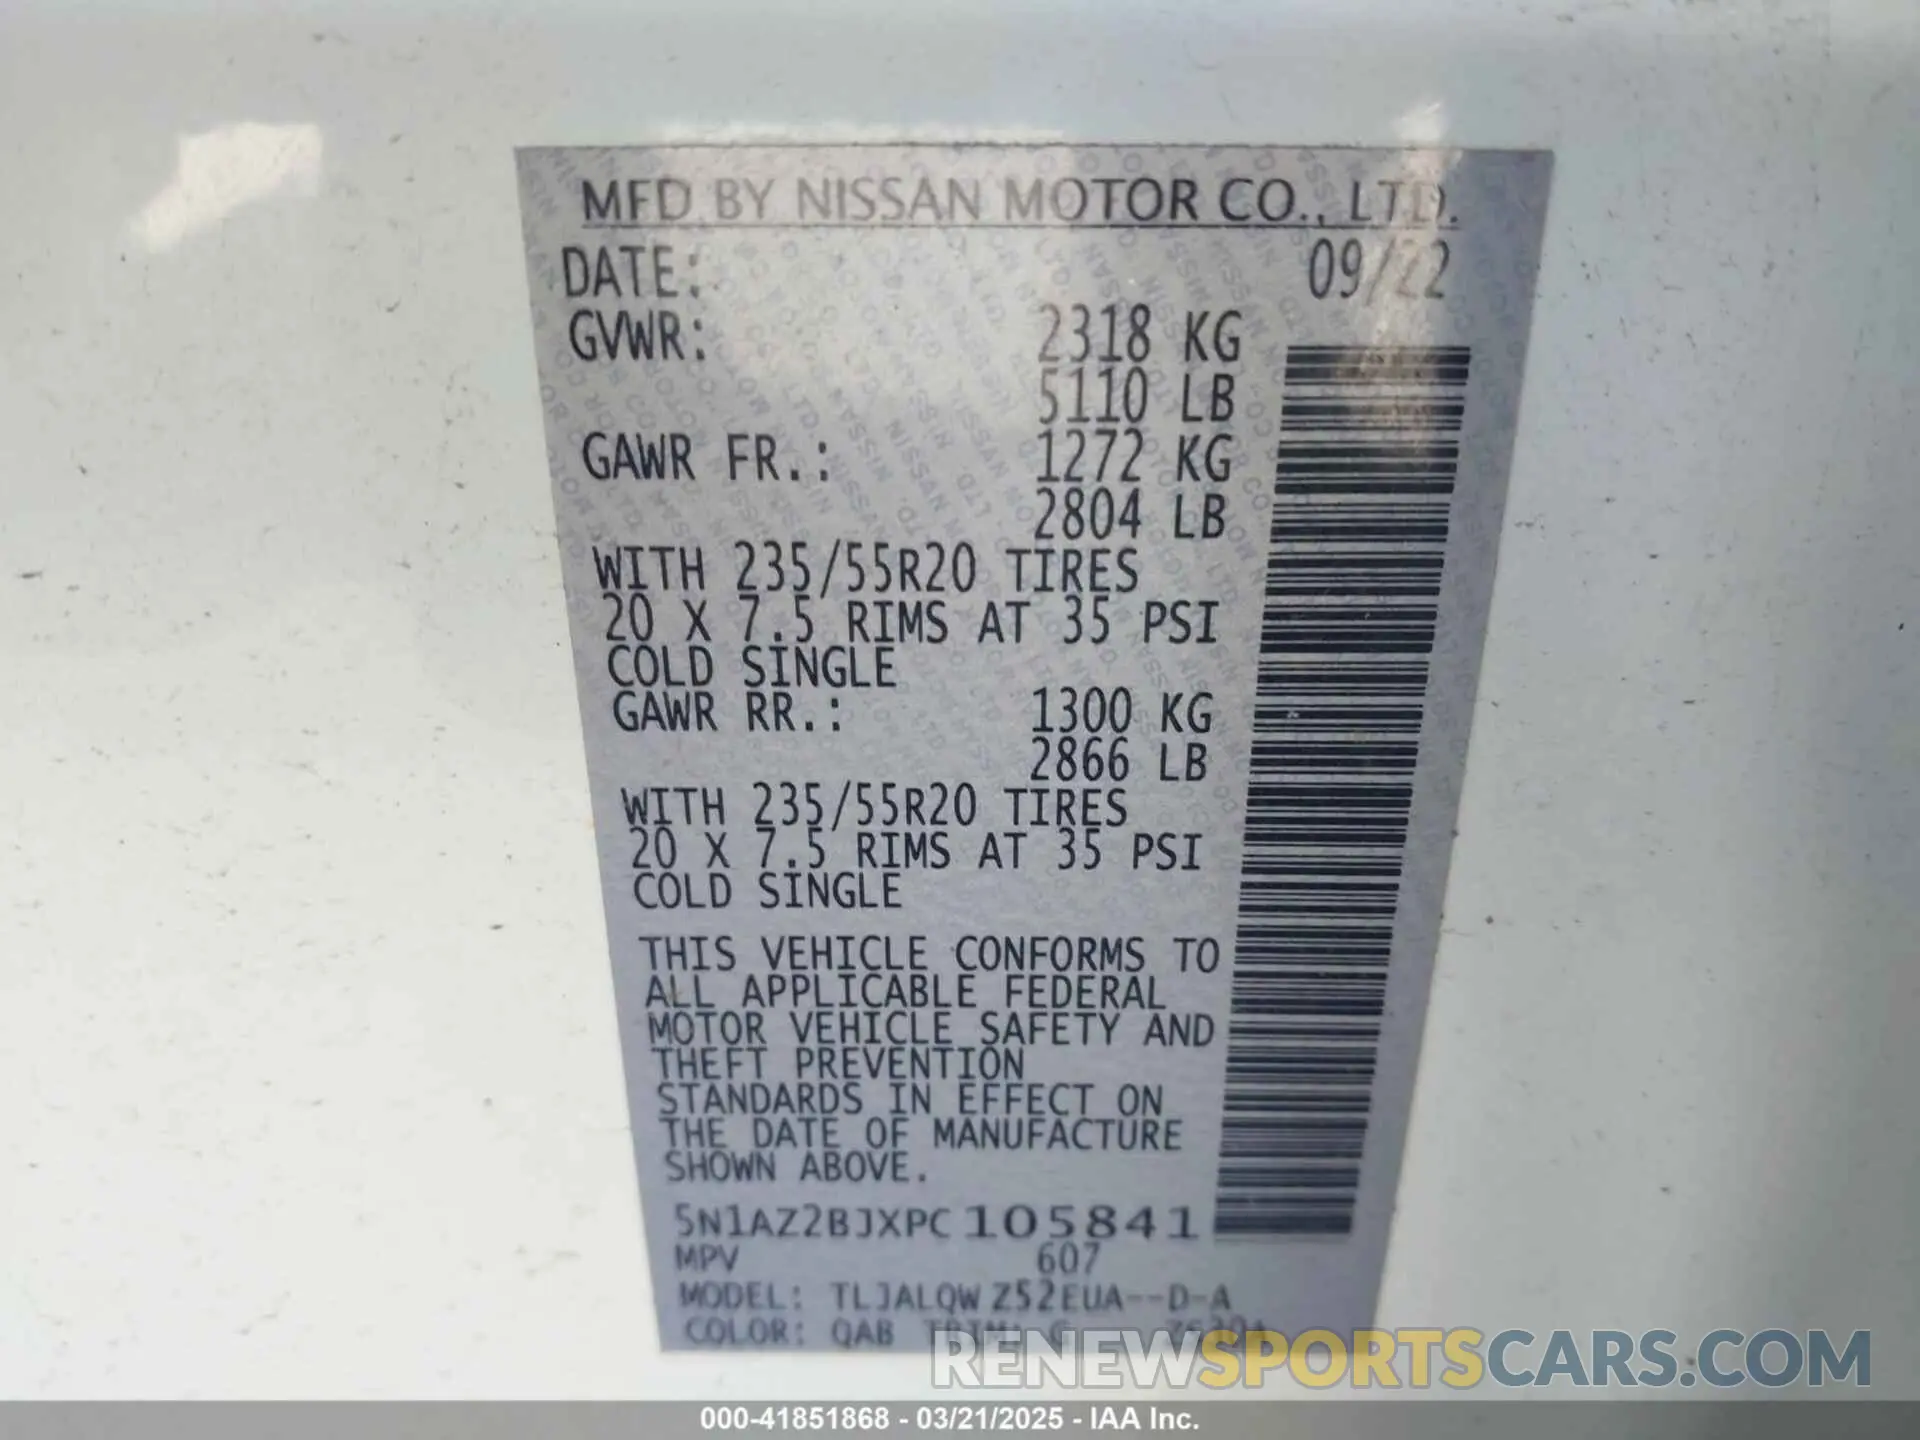 MFD BY NISSAN MOTOR CO., LTD.
DATE: 09/22
GVWR: 2318 KG
5110 LB
GAWR FR.: 1272 KG
2804 LB
WITH 235/55R20 TIRES
20 X 7.5 RIMS AT 35 PSI
COLD SINGLE
GAWR RR.: 1300 KG
2866 LB
WITH 235/55R20 TIRES
20 X 7.5 RIMS AT 35 PSI
COLD SINGLE
THIS VEHICLE CONFORMS TO
ALL APPLICABLE FEDERAL
MOTOR VEHICLE SAFETY AND
THEFT PREVENTION
STANDARDS IN EFFECT ON
THE DATE OF MANUFACTURE
SHOWN ABOVE.
5N1AZ2BJXPC105841
MPV 607
MODEL: TLJALQW Z52EUA--D-A
COLOR: QAB TRIM: G
RENEWSPORTSCARS.COM
000-41851868 - 03/21/2025 - IAA Inc.